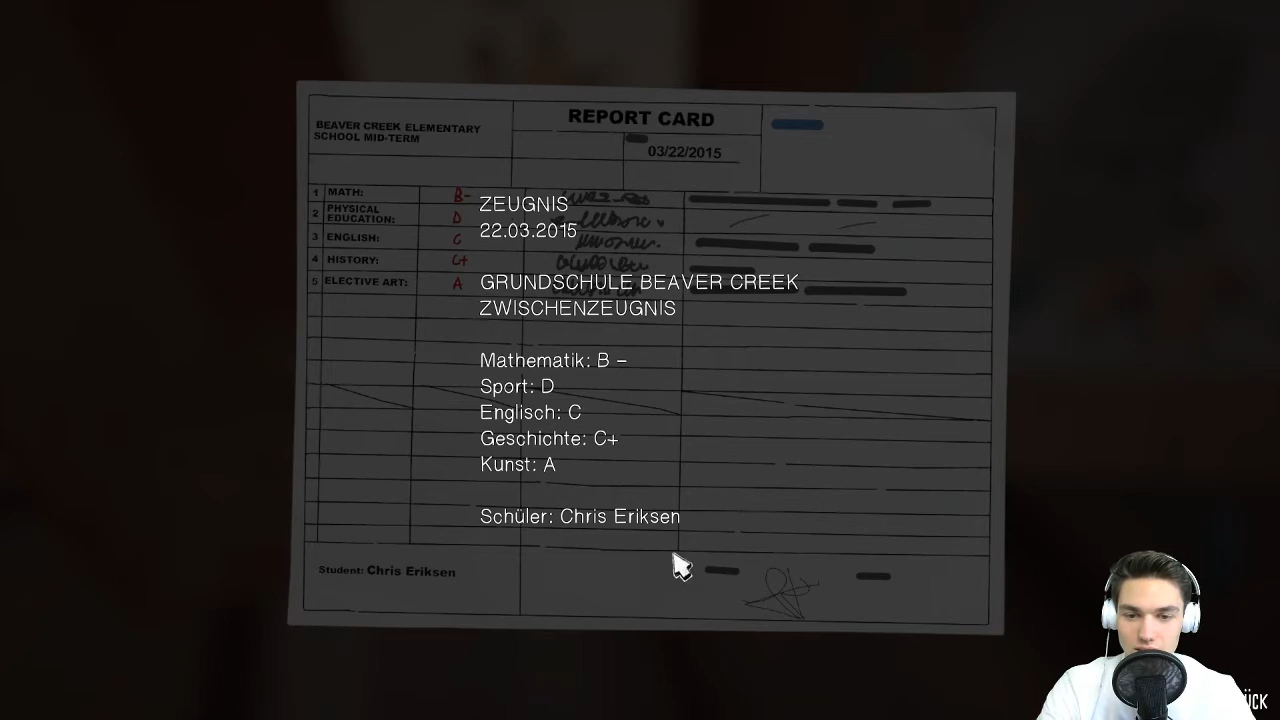 REPORT CARD
BEAVER CREEK ELEMENTARY
SCHOOL MID-TERM
03/22/2015
1 MATH: B-
2 PHYSICAL
EDUCATION: D
3 ENGLISH: C
4 HISTORY: C+
5 ELECTIVE ART: A
Student: Chris Eriksen
ZEUGNIS
22.03.2015
GRUNDSCHULE BEAVER CREEK
ZWISCHENZEUGNIS
Mathematik: B -
Sport: D
Englisch: C
Geschichte: C+
Kunst: A
Schüler: Chris Eriksen